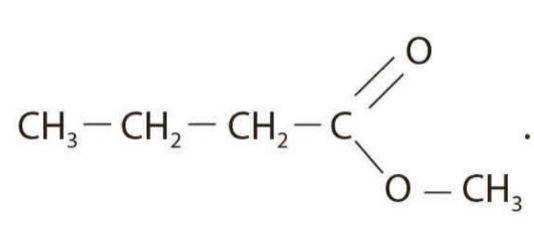 O
CH₃ — CH₂ — CH₂ — C .
O — CH₃